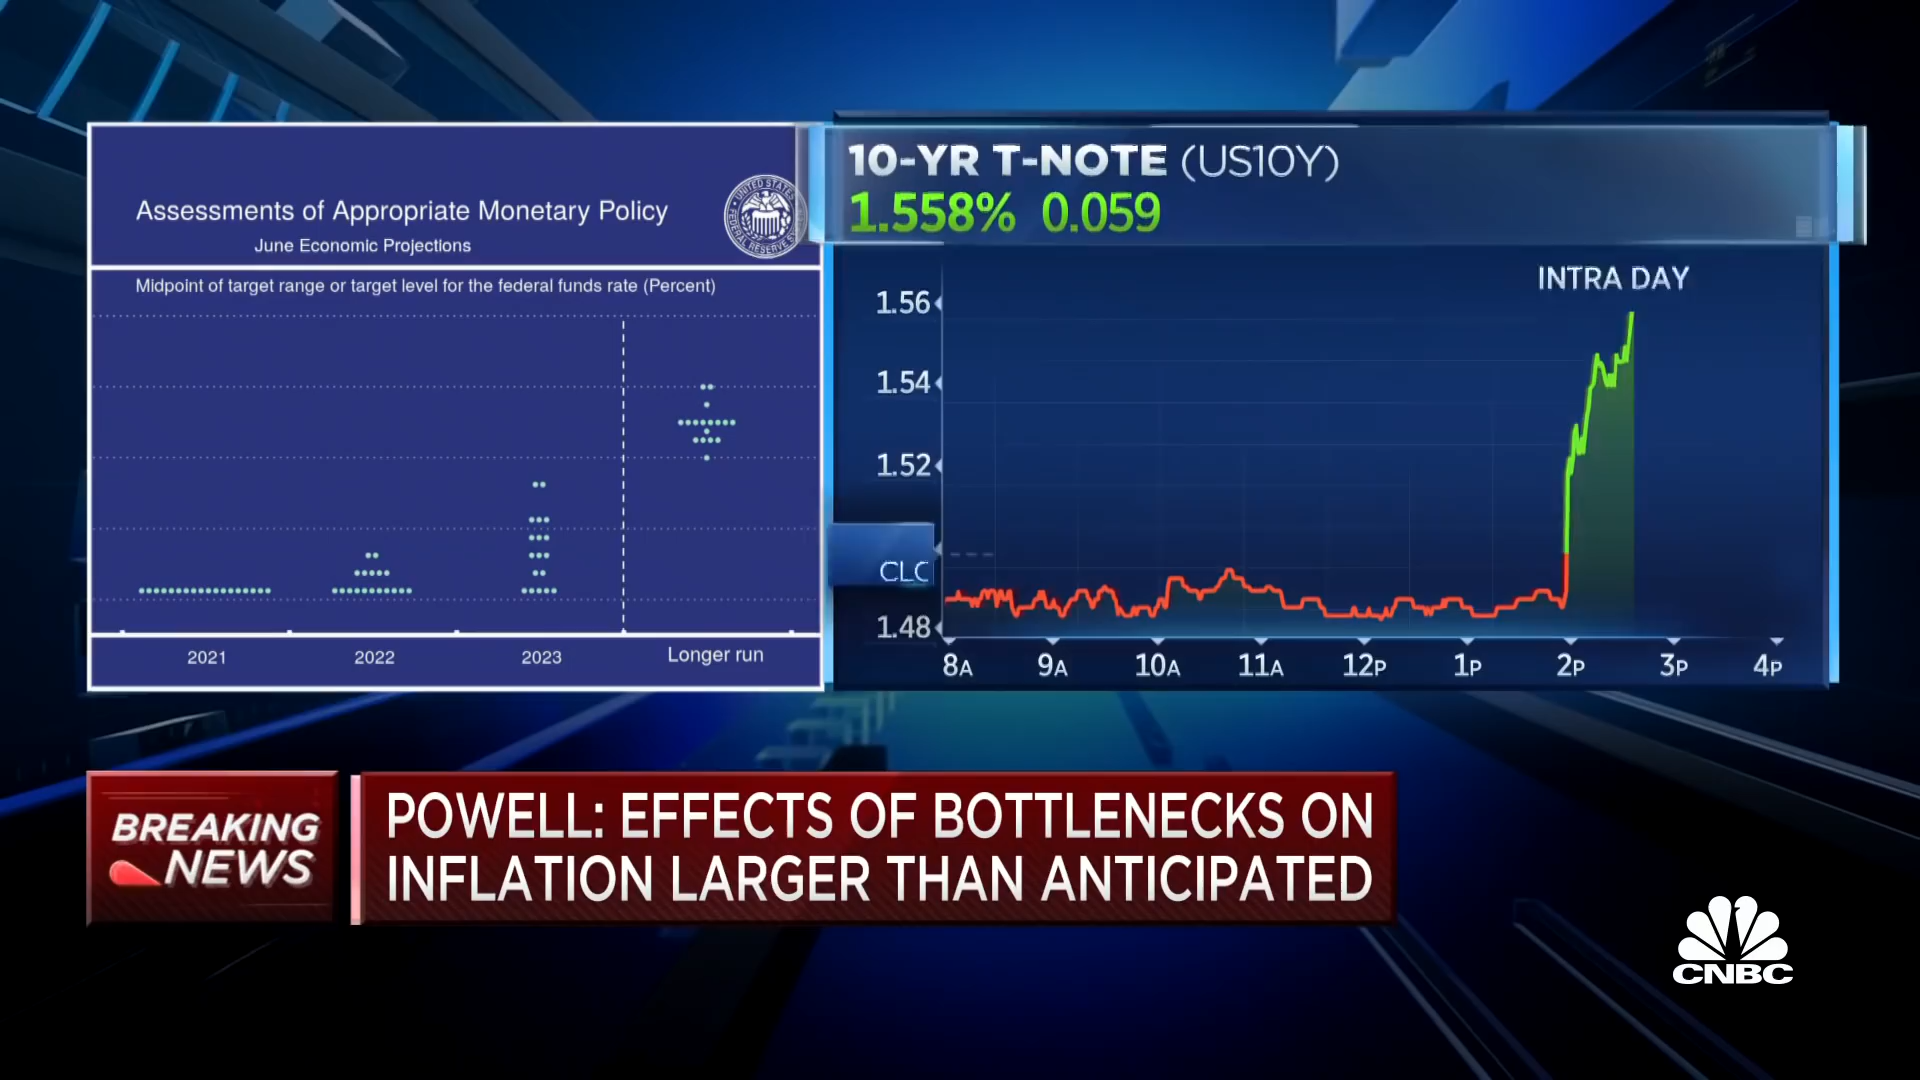 Assessments of Appropriate Monetary Policy
June Economic Projections
Midpoint of target range or target level for the federal funds rate (Percent)
2021 2022 2023 Longer run
10-YR T-NOTE (US10Y)
1.558% 0.059
INTRA DAY
1.56
1.54
1.52
CLC
1.48
8A 9A 10A 11A 12P 1P 2P 3P 4P
BREAKING
NEWS
POWELL: EFFECTS OF BOTTLENECKS ON
INFLATION LARGER THAN ANTICIPATED
CNBC